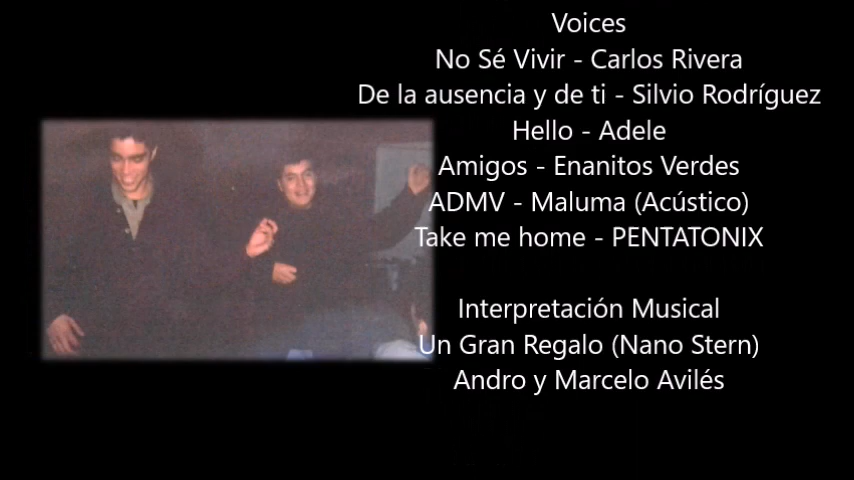 Voices
No Sé Vivir - Carlos Rivera
De la ausencia y de ti - Silvio Rodríguez
Hello - Adele
Amigos - Enanitos Verdes
ADMV - Maluma (Acústico)
Take me home - PENTATONIX
Interpretación Musical
Un Gran Regalo (Nano Stern)
Andro y Marcelo Avilés